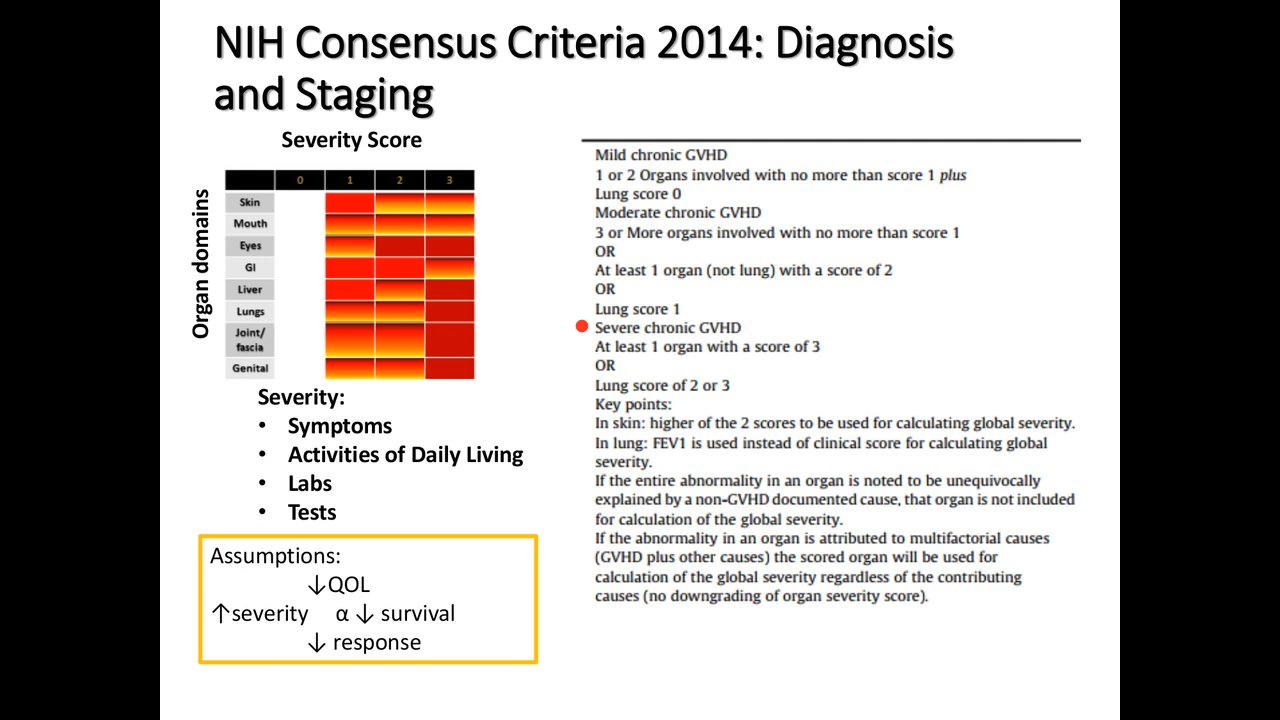 NIH Consensus Criteria 2014: Diagnosis
and Staging
Severity Score
Organ domains
0 1 2 3
Skin
Mouth
Eyes
GI
Liver
Lungs
Joint/
fascia
Genital
Severity:
• Symptoms
• Activities of Daily Living
• Labs
• Tests
Assumptions:
↓QOL
↑severity α ↓ survival
↓ response
Mild chronic GVHD
1 or 2 Organs involved with no more than score 1 plus
Lung score 0
Moderate chronic GVHD
3 or More organs involved with no more than score 1
OR
At least 1 organ (not lung) with a score of 2
OR
Lung score 1
Severe chronic GVHD
At least 1 organ with a score of 3
OR
Lung score of 2 or 3
Key points:
In skin: higher of the 2 scores to be used for calculating global severity.
In lung: FEV1 is used instead of clinical score for calculating global
severity.
If the entire abnormality in an organ is noted to be unequivocally
explained by a non-GVHD documented cause, that organ is not included
for calculation of the global severity.
If the abnormality in an organ is attributed to multifactorial causes
(GVHD plus other causes) the scored organ will be used for
calculation of the global severity regardless of the contributing
causes (no downgrading of organ severity score).